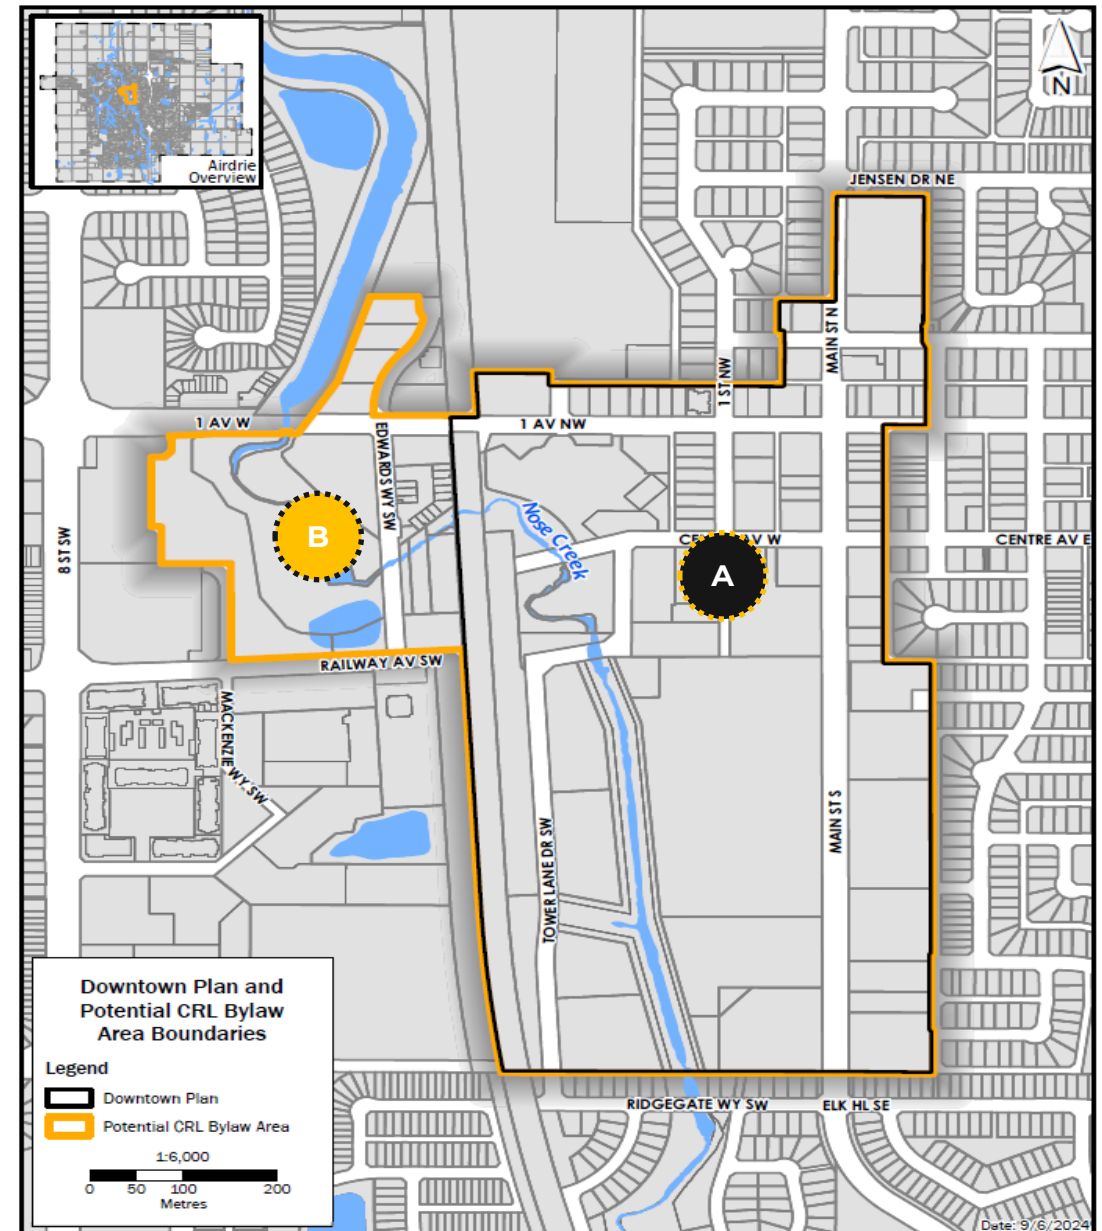 Airdrie
Overview
N
JENSEN DR NE
MAIN ST N
1 ST NW
1 AV W
1 AV NW
EDWARDS WY SW
Nose Creek
B
8 ST SW
CENTRE AV E
A
RAILWAY AV SW
MACKENZIE WY SW
MAIN ST S
TOWER LANE DR SW
Downtown Plan and
Potential CRL Bylaw
Area Boundaries
Legend
Downtown Plan
Potential CRL Bylaw Area
1:6,000
0 50 100 200
Metres
RIDGEGATE WY SW
ELK HL SE
Date: 9/6/2024